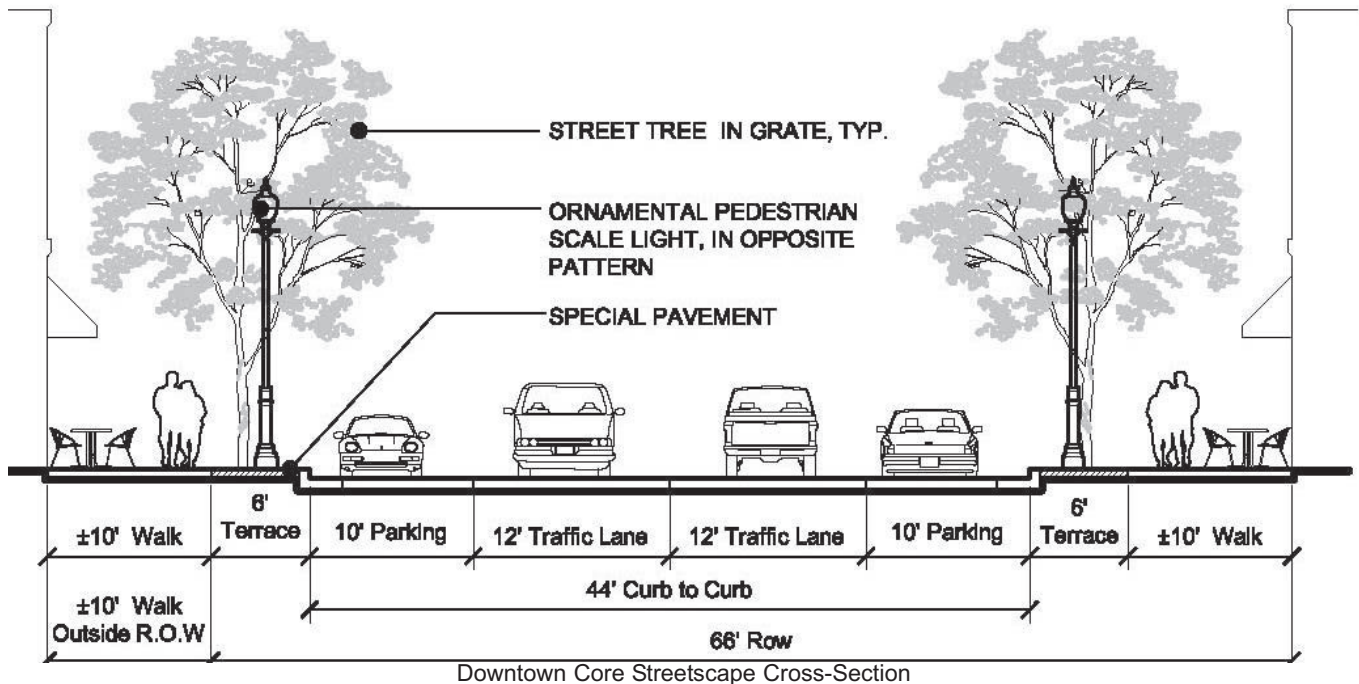 STREET TREE IN GRATE, TYP.
ORNAMENTAL PEDESTRIAN
SCALE LIGHT, IN OPPOSITE
PATTERN
SPECIAL PAVEMENT
±10' Walk
6'
Terrace
10' Parking
12' Traffic Lane
12' Traffic Lane
10' Parking
6'
Terrace
±10' Walk
44' Curb to Curb
±10' Walk
Outside R.O.W
66' Row
Downtown Core Streetscape Cross-Section